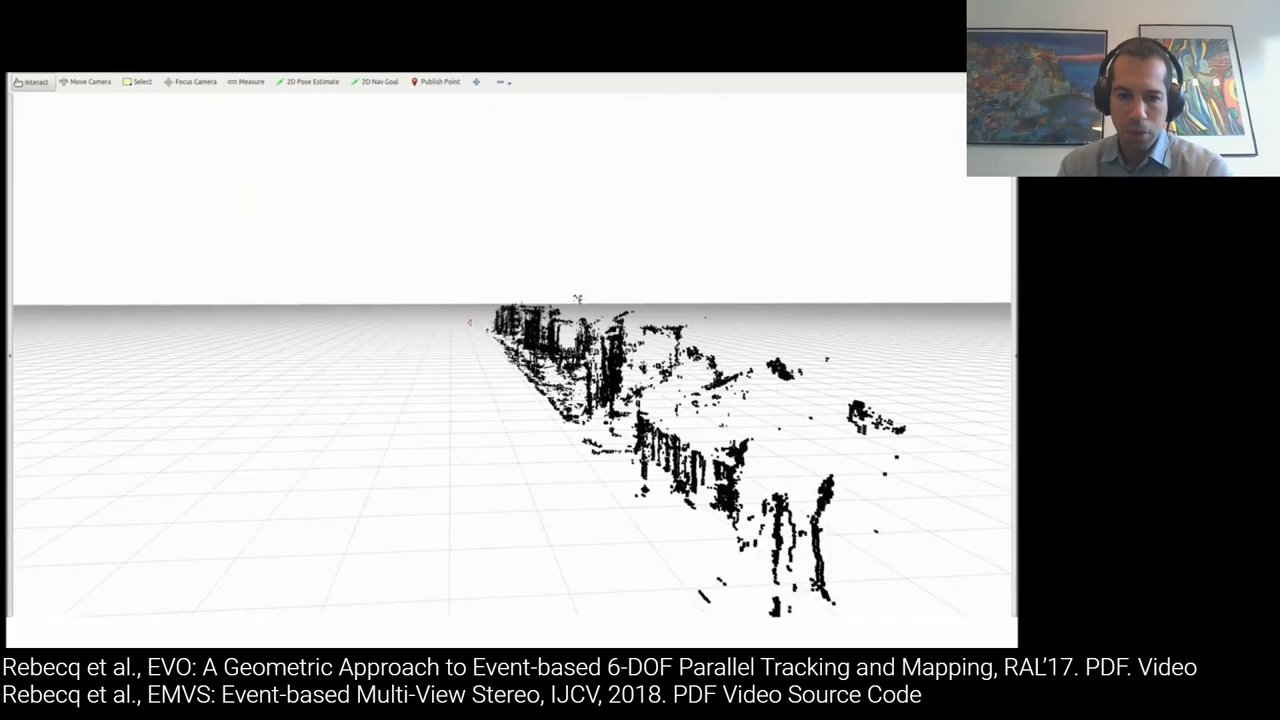 Interact Move Camera Select Focus Camera Measure 2D Pose Estimate 2D Nav Goal Publish Point
Rebecq et al., EVO: A Geometric Approach to Event-based 6-DOF Parallel Tracking and Mapping, RAL’17. PDF. Video
Rebecq et al., EMVS: Event-based Multi-View Stereo, IJCV, 2018. PDF Video Source Code